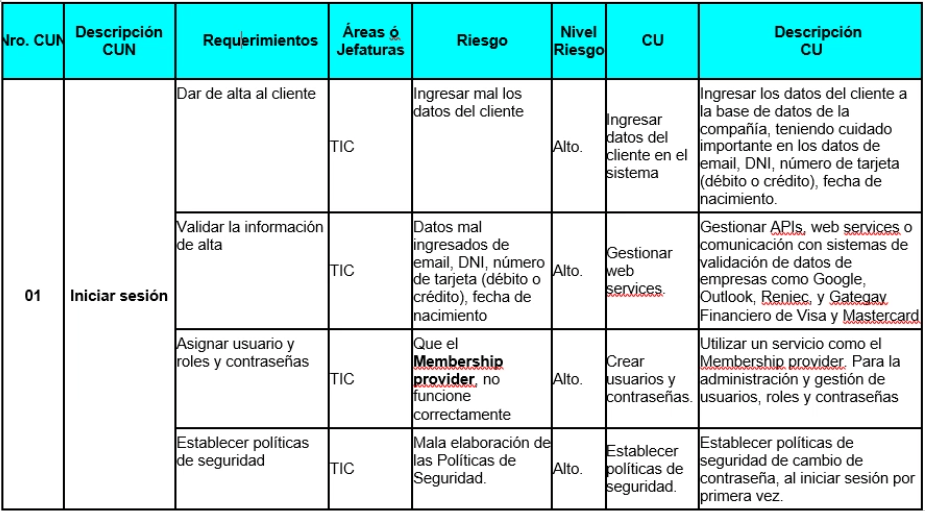 Nro. CUN
Descripción
CUN
Requerimientos
Áreas ó
Jefaturas
Riesgo
Nivel
Riesgo
CU
Descripción
CU
01
Iniciar sesión
Dar de alta al cliente
TIC
Ingresar mal los
datos del cliente
Alto.
Ingresar
datos del
cliente en el
sistema
Ingresar los datos del cliente a
la base de datos de la
compañía, teniendo cuidado
importante en los datos de
email, DNI, número de tarjeta
(débito o crédito), fecha de
nacimiento.
Validar la información
de alta
TIC
Datos mal
ingresados de
email, DNI, número
de tarjeta (débito o
crédito), fecha de
nacimiento
Alto.
Gestionar
web
services.
Gestionar APIs, web services o
comunicación con sistemas de
validación de datos de
empresas como Google,
Outlook, Reniec, y Gategay
Financiero de Visa y Mastercard
Asignar usuario y
roles y contraseñas
TIC
Que el
Membership
provider, no
funcione
correctamente
Alto.
Crear
usuarios y
contraseñas.
Utilizar un servicio como el
Membership provider. Para la
administración y gestión de
usuarios, roles y contraseñas
Establecer políticas
de seguridad
TIC
Mala elaboración de
las Políticas de
Seguridad.
Alto.
Establecer
políticas de
seguridad.
Establecer políticas de
seguridad de cambio de
contraseña, al iniciar sesión por
primera vez.